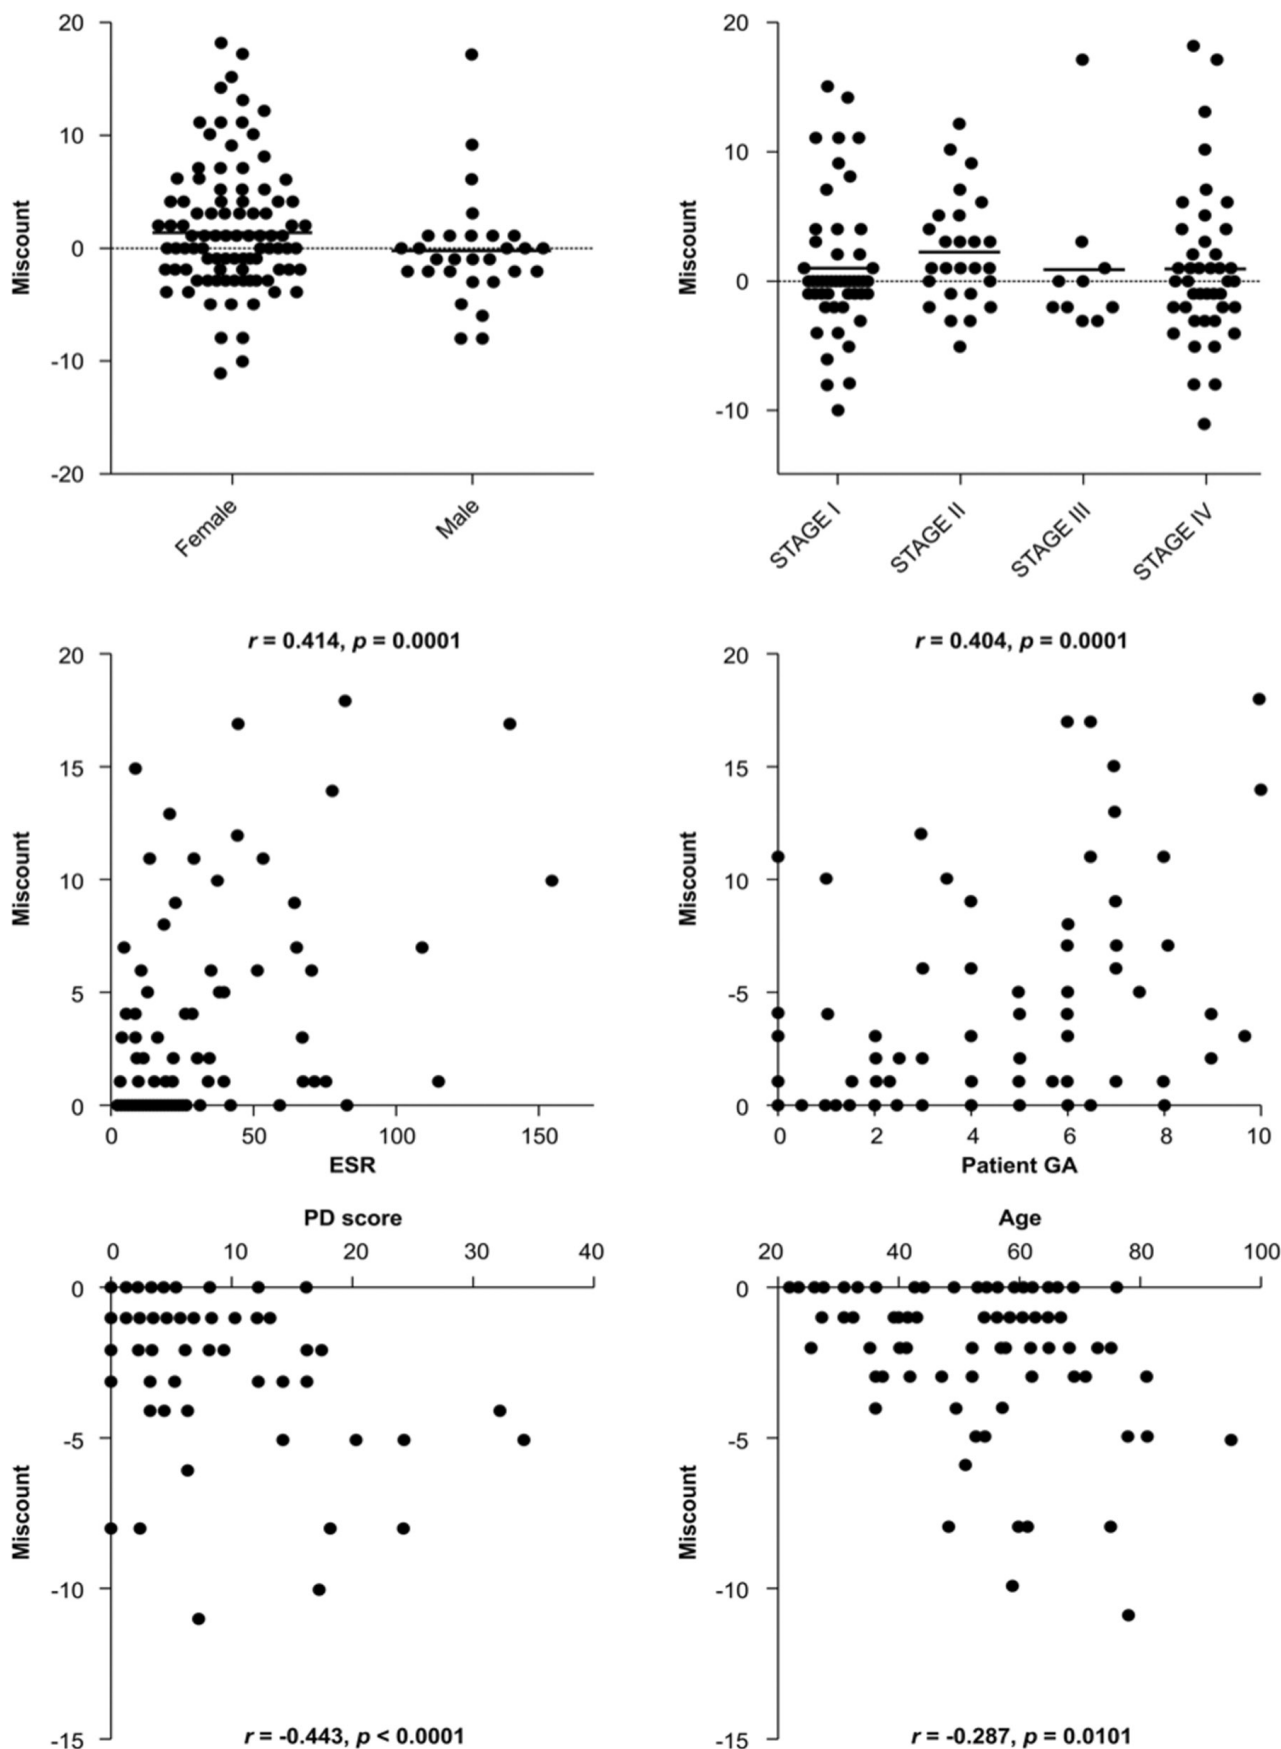 20
10
0
-10
-20
Miscount
Female
Male
20
10
0
-10
Miscount
STAGE I
STAGE II
STAGE III
STAGE IV
r = 0.414, p = 0.0001
20
15
10
5
0
Miscount
0 50 100 150
ESR
r = 0.404, p = 0.0001
20
15
10
-5
0
Miscount
0 2 4 6 8 10
Patient GA
PD score
0 10 20 30 40
0
-5
-10
-15
Miscount
r = -0.443, p < 0.0001
Age
20 40 60 80 100
0
-5
-10
-15
Miscount
r = -0.287, p = 0.0101